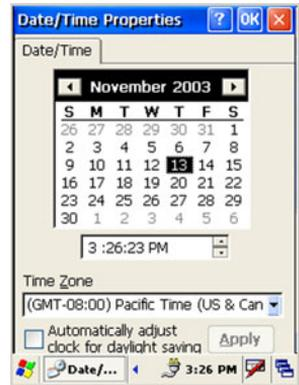 Date/Time Properties ? OK ×
Date/Time
November 2003
S M T W T F S
26 27 28 29 30 31 1
2 3 4 5 6 7 8
9 10 11 12 13 14 15
16 17 18 19 20 21 22
23 24 25 26 27 28 29
30 1 2 3 4 5 6
3 :26:23 PM
Time Zone
(GMT-08:00) Pacific Time (US & Can
Automatically adjust
clock for daylight saving
Apply
Date/... 3:26 PM